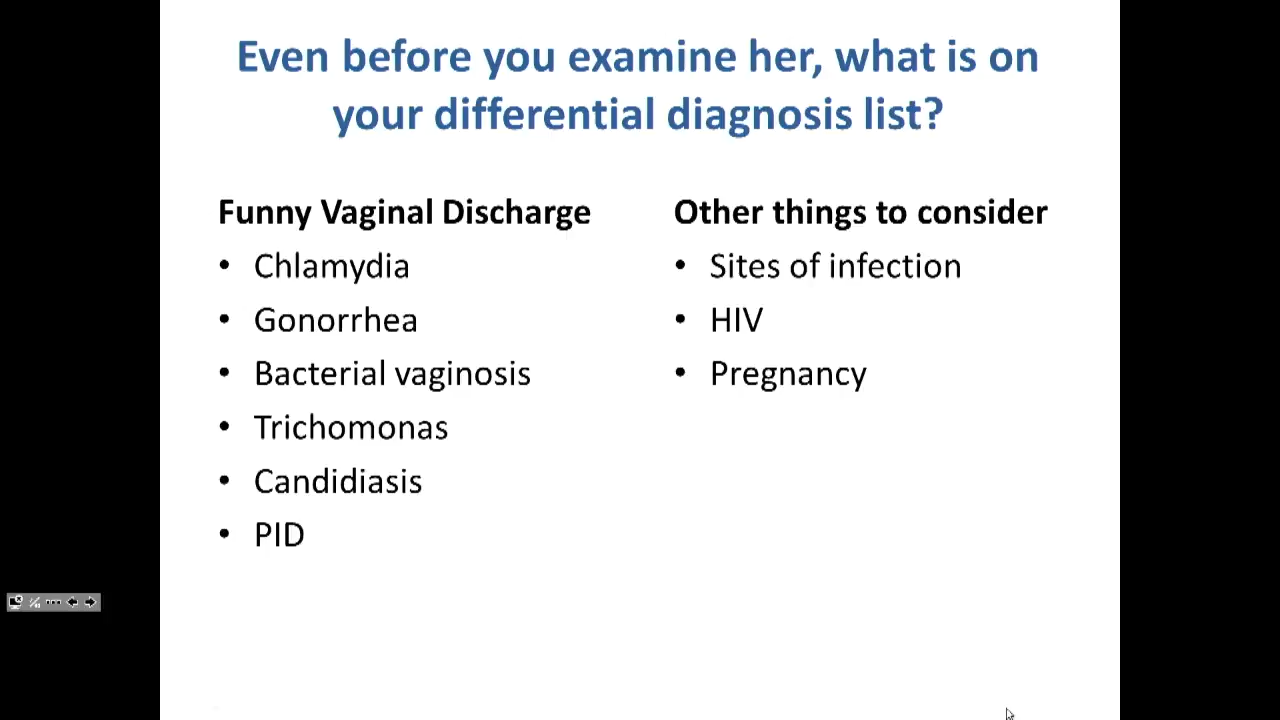 Even before you examine her, what is on
your differential diagnosis list?
Funny Vaginal Discharge
• Chlamydia
• Gonorrhea
• Bacterial vaginosis
• Trichomonas
• Candidiasis
• PID
Other things to consider
• Sites of infection
• HIV
• Pregnancy